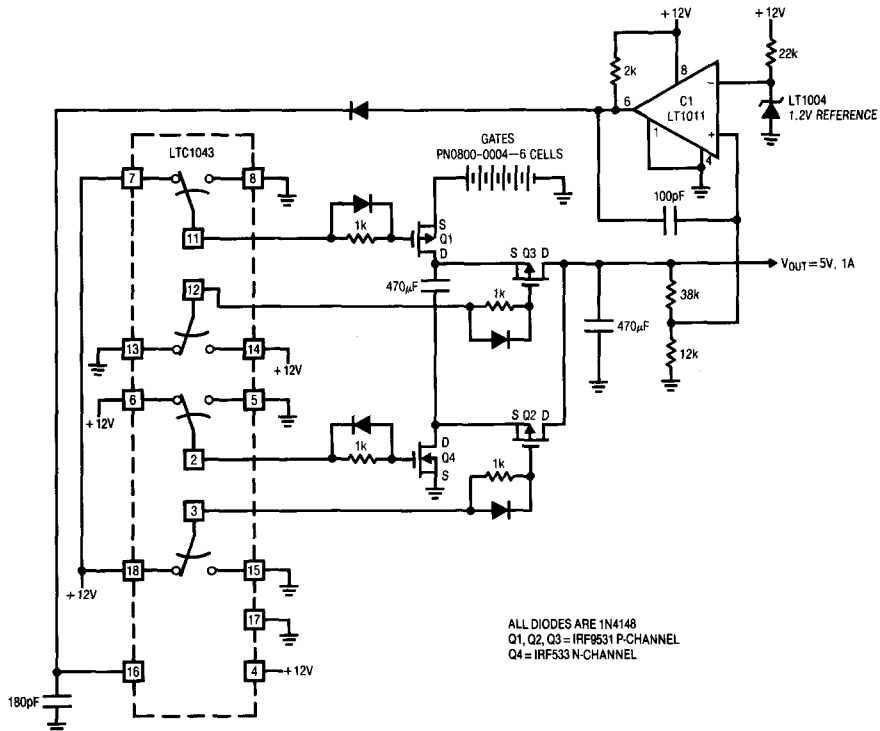 +12V
+12V
2k
8
22k
6
C1
LT1011
−
+
1
4
LT1004
1.2V REFERENCE
LTC1043
GATES
PN0800-0004—6 CELLS
7
8
1k
S
Q1
D
100pF
11
S Q3 D
VOUT = 5V, 1A
470µF
12
1k
38k
470µF
13
14
+12V
12k
6
5
+12V
S Q2 D
1k
D
Q4
S
2
1k
3
18
15
+12V
17
ALL DIODES ARE 1N4148
Q1, Q2, Q3 = IRF9531 P-CHANNEL
Q4 = IRF533 N-CHANNEL
16
4
+12V
180pF